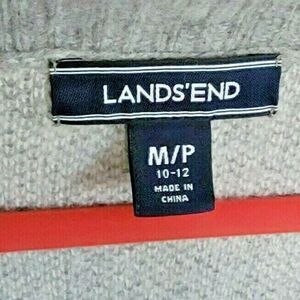 LANDS'END
M/P
10-12
MADE IN
CHINA